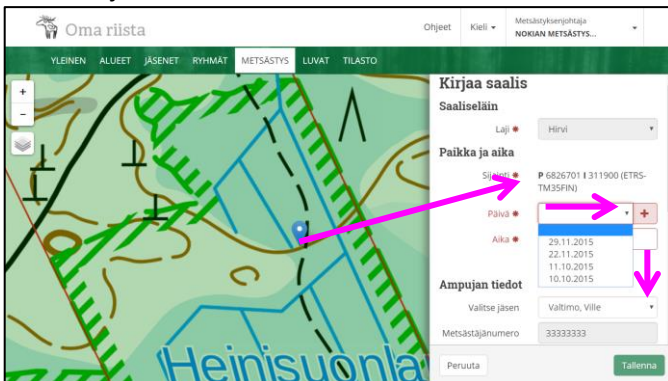 Oma riista
Ohjeet
Kieli
Metsästyksenjohtaja
NOKIAN METSÄSTYS...
YLEINEN ALUEET JÄSENET RYHMÄT METSÄSTYS LUVAT TILASTO
+
-
Heinisuonla
Kirjaa saalis
Saaliseläin
Laji * Hirvi
Paikka ja aika
Sijainti * P 6826701 I 311900 (ETRS-
TM35FIN)
Päivä * +
Aika *
29.11.2015
22.11.2015
11.10.2015
10.10.2015
Ampujan tiedot
Valitse jäsen Valtimo, Ville
Metsästäjänumero 33333333
Peruuta Tallenna